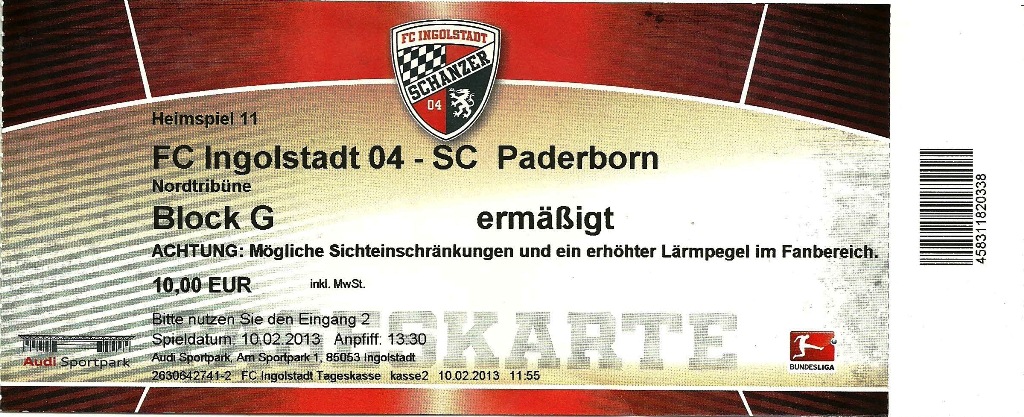 FC INGOLSTADT
SCHANZER
04
Heimspiel 11
FC Ingolstadt 04 - SC Paderborn
Nordtribüne
Block G ermäßigt
ACHTUNG: Mögliche Sichteinschränkungen und ein erhöhter Lärmpegel im Fanbereich.
10,00 EUR inkl. MwSt.
Bitte nutzen Sie den Eingang 2
Spieldatum: 10.02.2013 Anpfiff: 13:30
Audi Sportpark, Am Sportpark 1, 85053 Ingolstadt
2630642741-2 FC Ingolstadt Tageskasse kasse2 10.02.2013 11:55
Audi Sportpark
BUNDESLIGA
458311820338